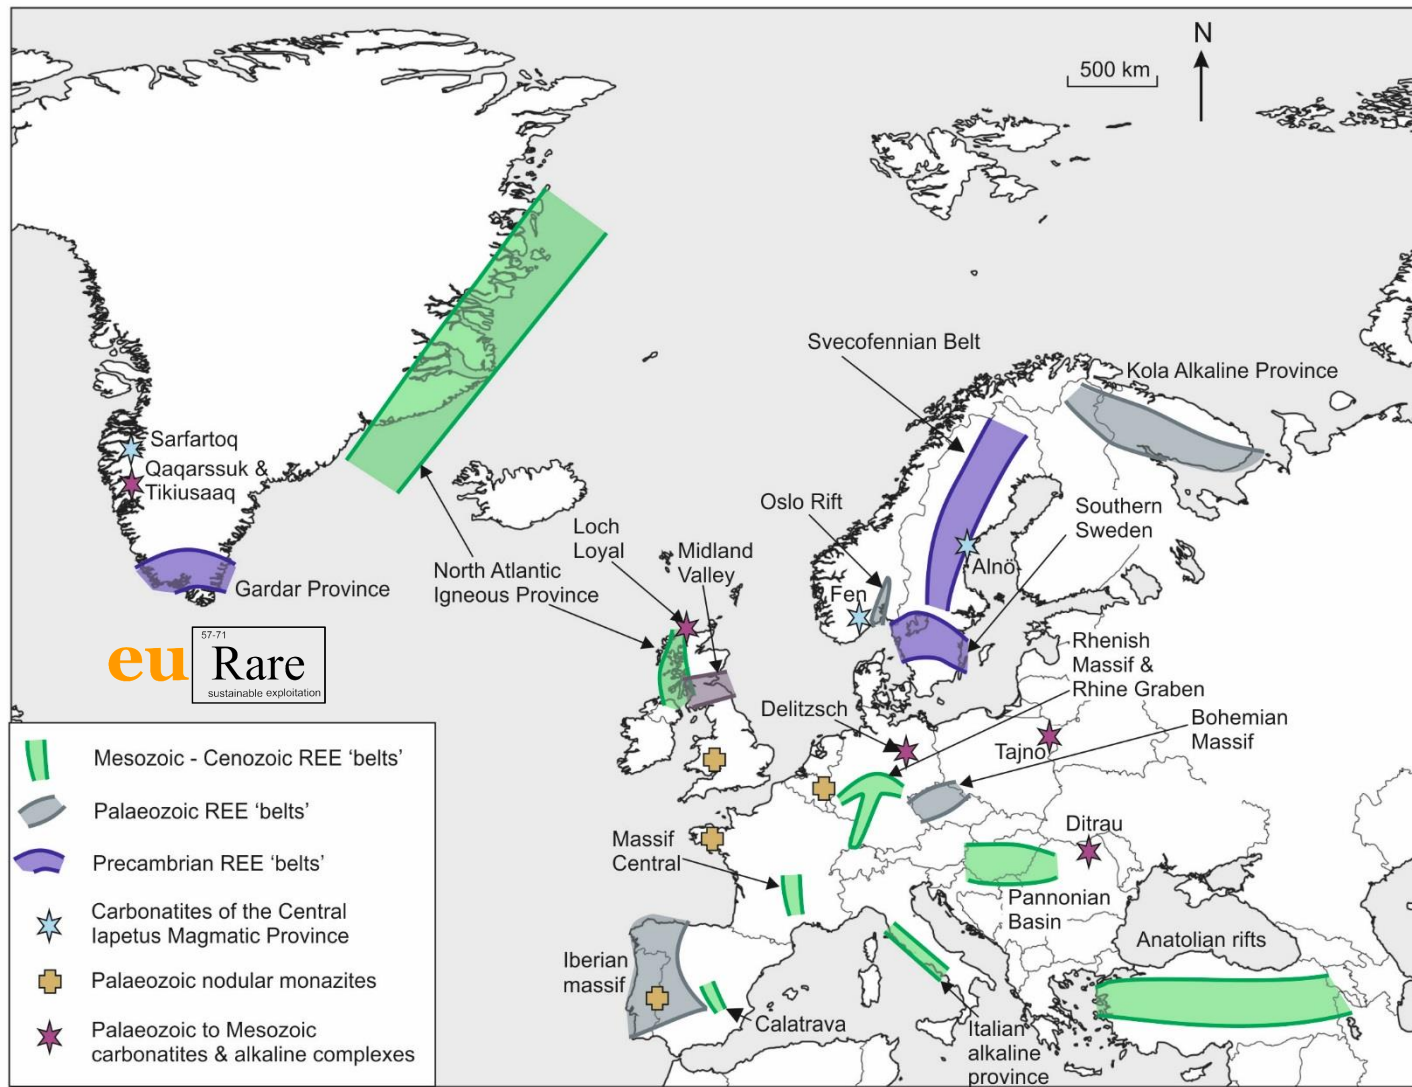 N
500 km
Svecofennian Belt
Kola Alkaline Province
Sarfartoq
Qaqarssuk &
Tikiusaaq
Oslo Rift
Southern
Sweden
Loch
Loyal
Midland
Valley
North Atlantic
Igneous Province
Alnö
Fen
Gardar Province
57-71
eu Rare
sustainable exploitation
Rhenish
Massif &
Rhine Graben
Delitzsch
Bohemian
Massif
Tajno
Mesozoic - Cenozoic REE ‘belts’
Palaeozoic REE ‘belts’
Precambrian REE ‘belts’
Carbonatites of the Central
Iapetus Magmatic Province
Palaeozoic nodular monazites
Palaeozoic to Mesozoic
carbonatites & alkaline complexes
Massif
Central
Ditrau
Pannonian
Basin
Anatolian rifts
Iberian
massif
Calatrava
Italian
alkaline
province